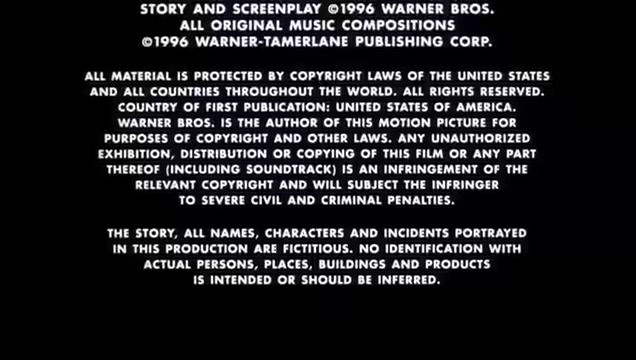 STORY AND SCREENPLAY ©1996 WARNER BROS.
ALL ORIGINAL MUSIC COMPOSITIONS
©1996 WARNER-TAMERLANE PUBLISHING CORP.
ALL MATERIAL IS PROTECTED BY COPYRIGHT LAWS OF THE UNITED STATES
AND ALL COUNTRIES THROUGHOUT THE WORLD. ALL RIGHTS RESERVED.
COUNTRY OF FIRST PUBLICATION: UNITED STATES OF AMERICA.
WARNER BROS. IS THE AUTHOR OF THIS MOTION PICTURE FOR
PURPOSES OF COPYRIGHT AND OTHER LAWS. ANY UNAUTHORIZED
EXHIBITION, DISTRIBUTION OR COPYING OF THIS FILM OR ANY PART
THEREOF (INCLUDING SOUNDTRACK) IS AN INFRINGEMENT OF THE
RELEVANT COPYRIGHT AND WILL SUBJECT THE INFRINGER
TO SEVERE CIVIL AND CRIMINAL PENALTIES.
THE STORY, ALL NAMES, CHARACTERS AND INCIDENTS PORTRAYED
IN THIS PRODUCTION ARE FICTITIOUS. NO IDENTIFICATION WITH
ACTUAL PERSONS, PLACES, BUILDINGS AND PRODUCTS
IS INTENDED OR SHOULD BE INFERRED.